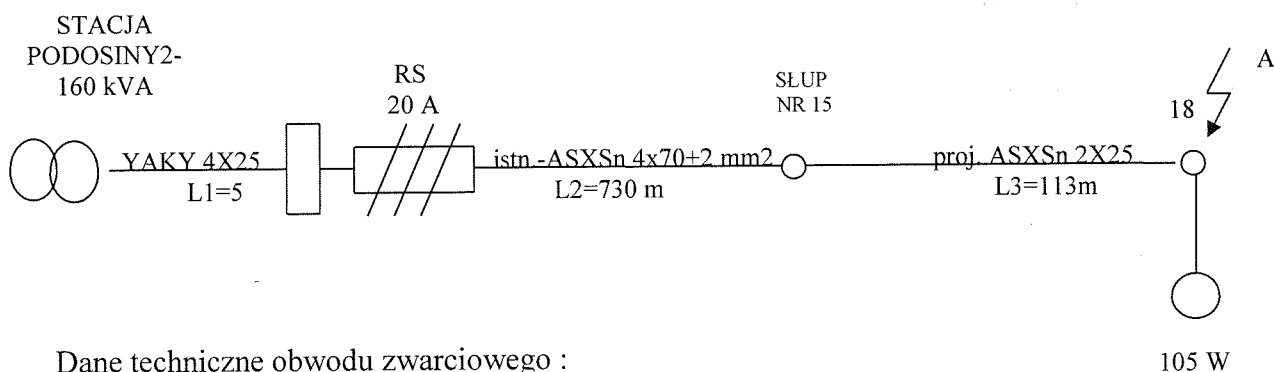 STACJA
PODOSINY2-
160 kVA
RS
20 A
SŁUP
NR 15
18
A
YAKY 4X25
L1=5
istn.-ASXSn 4x70+2 mm2
L2=730 m
proj. ASXSn 2X25
L3=113m
105 W
Dane techniczne obwodu zwarciowego :